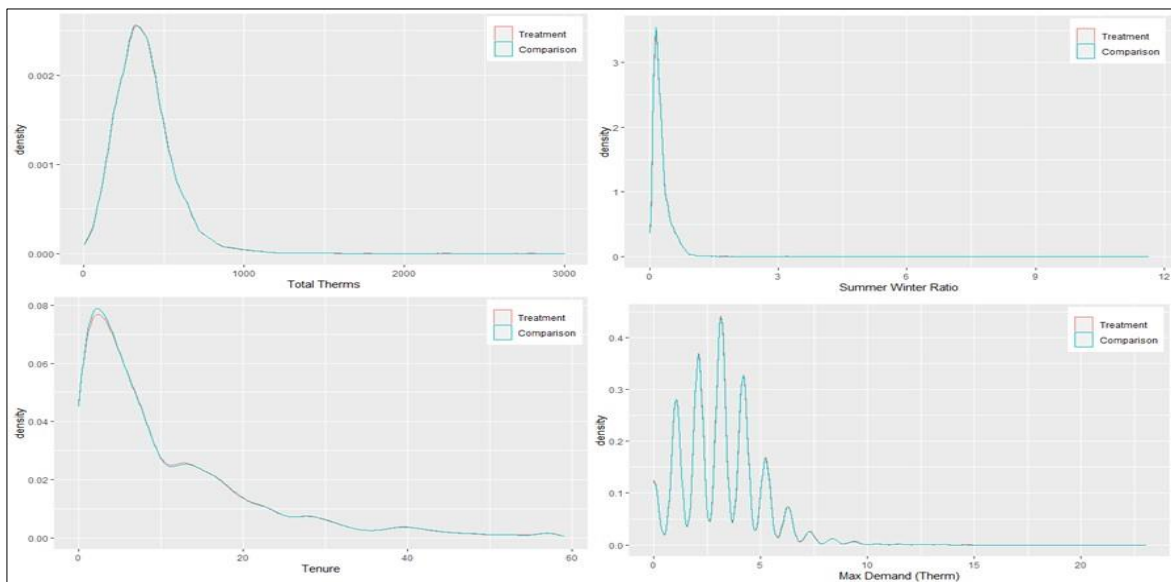 Treatment
Comparison
density
0.002
0.001
0.000
0
1000
2000
3000
Total Therms
Treatment
Comparison
density
3
2
1
0
0
3
6
9
12
Summer Winter Ratio
Treatment
Comparison
density
0.08
0.06
0.04
0.02
0.00
0
20
40
60
Tenure
Treatment
Comparison
density
0.4
0.3
0.2
0.1
0.0
0
5
10
15
20
Max Demand (Therm)